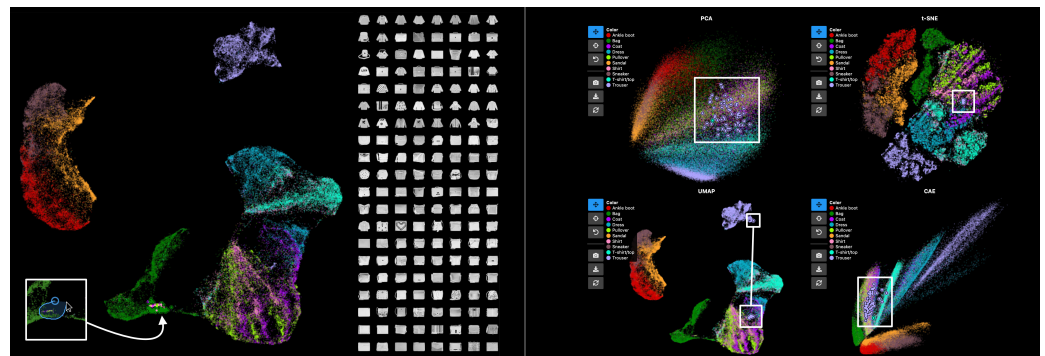 PCA
Color
Ankle boot
Bag
Coat
Dress
Pullover
Sandal
Shirt
Sneaker
T-shirt/top
Trouser
t-SNE
Color
Ankle boot
Bag
Coat
Dress
Pullover
Sandal
Shirt
Sneaker
T-shirt/top
Trouser
UMAP
Color
Ankle boot
Bag
Coat
Dress
Pullover
Sandal
Shirt
Sneaker
T-shirt/top
Trouser
CAE
Color
Ankle boot
Bag
Coat
Dress
Pullover
Sandal
Shirt
Sneaker
T-shirt/top
Trouser